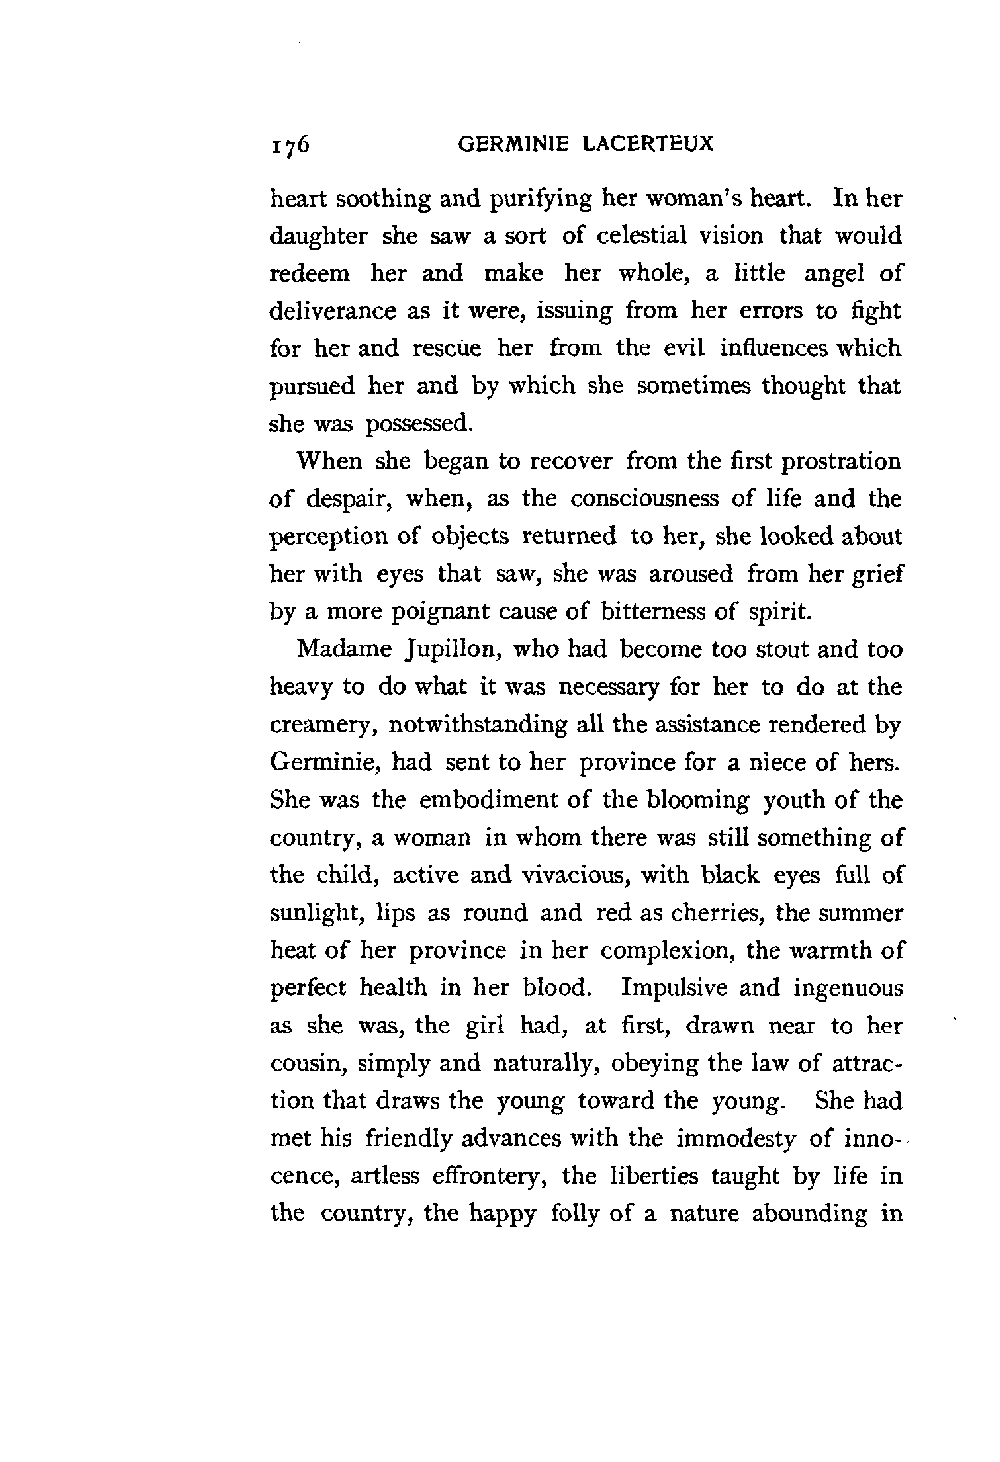 176 GERMINIE LACERTEUX
heart soothing and purifying her woman's heart. In her
daughter she saw a sort of celestial vision that would
redeem her and make her whole, a little angel of
deliverance as it were, issuing from her errors to fight
for her and rescue her from the evil influences which
pursued her and by which she sometimes thought that
she was possessed.
When she began to recover from the first prostration
of despair, when, as the consciousness of life and the
perception of objects returned to her, she looked about
her with eyes that saw, she was aroused from her grief
by a more poignant cause of bitterness of spirit.
Madame Jupillon, who had become too stout and too
heavy to do what it was necessary for her to do at the
creamery, notwithstanding all the assistance rendered by
Germinie, had sent to her province for a niece of hers.
She was the embodiment of the blooming youth of the
country, a woman in whom there was still something of
the child, active and vivacious, with black eyes full of
sunlight, lips as round and red as cherries, the summer
heat of her province in her complexion, the warmth of
perfect health in her blood. Impulsive and ingenuous
as she was, the girl had, at first, drawn near to her
cousin, simply and naturally, obeying the law of attrac-
tion that draws the young toward the young. She had
met his friendly advances with the immodesty of inno-
cence, artless effrontery, the liberties taught by life in
the country, the happy folly of a nature abounding in